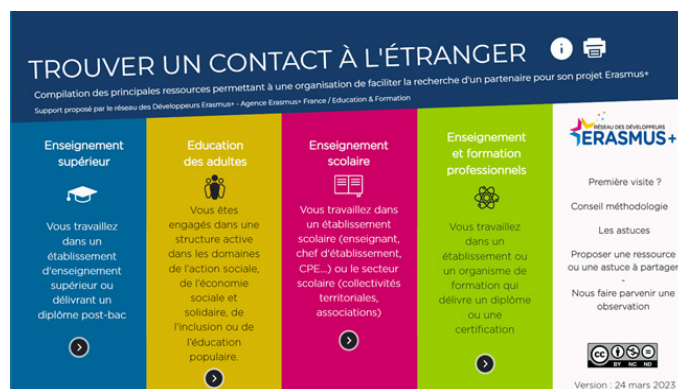 TROUVER UN CONTACT À L'ÉTRANGER
i
Compilation des principales ressources permettant à une organisation de faciliter la recherche d'un partenaire pour son projet Erasmus+
Support proposé par le réseau des Développeurs Erasmus+ - Agence Erasmus+ France / Education & Formation
Enseignement
supérieur
Vous travaillez
dans un
établissement
d'enseignement
supérieur ou
délivrant un
diplôme post-bac
Education
des adultes
Vous êtes
engagés dans une
structure active
dans les domaines
de l'action sociale,
de l'économie
sociale et
solidaire, de
l'inclusion ou de
l'éducation
populaire.
Enseignement
scolaire
Vous travaillez dans
un établissement
scolaire (enseignant,
chef d'établissement,
CPE...) ou le secteur
scolaire (collectivités
territoriales,
associations)
Enseignement
et formation
professionnels
Vous travaillez
dans un
établissement ou
un organisme de
formation qui
délivre un diplôme
ou une
certification
RÉSEAU DES DÉVELOPPEURS
ERASMUS+
Première visite ?
Conseil méthodologie
Les astuces
Proposer une ressource
ou une astuce à partager
-
Nous faire parvenir une
observation
cc
BY NC ND
Version : 24 mars 2023